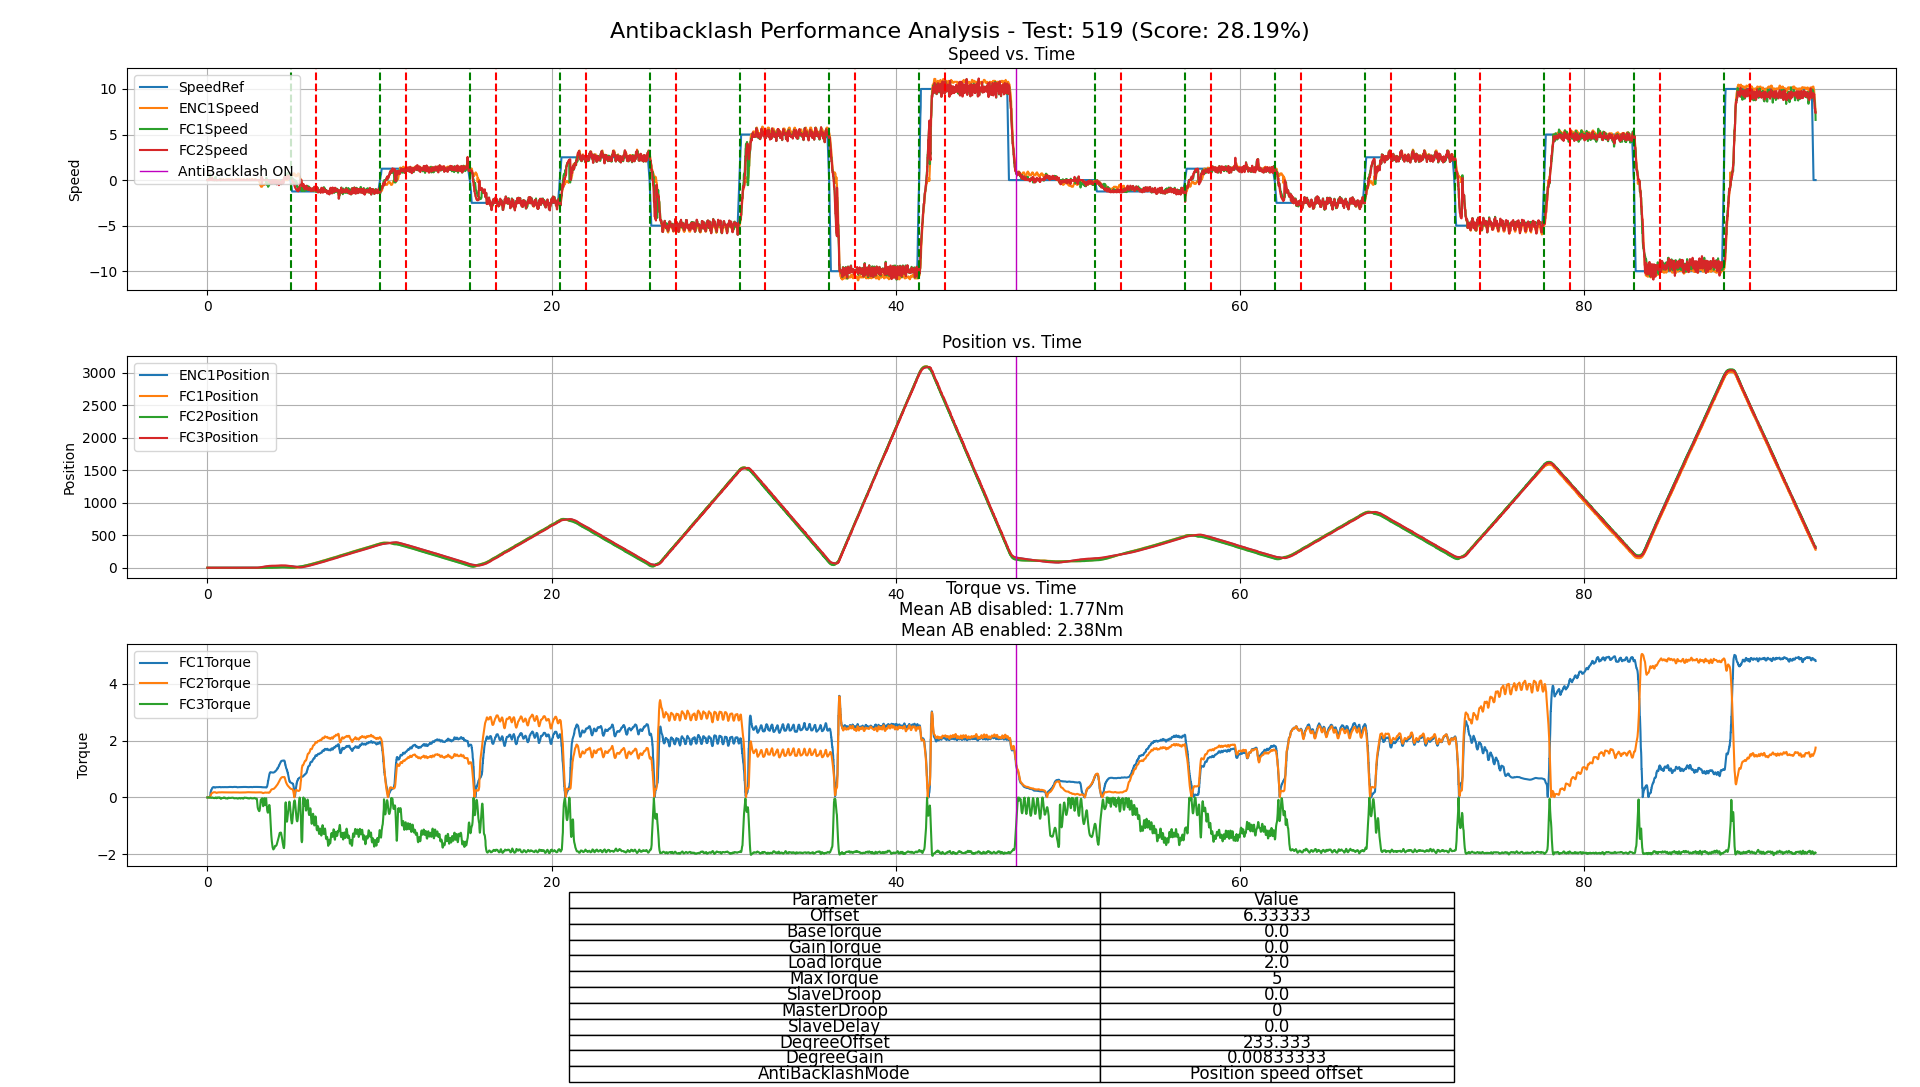 Antibacklash Performance Analysis - Test: 519 (Score: 28.19%)
Speed vs. Time
Speed
10
5
0
−5
−10
SpeedRef
ENC1Speed
FC1Speed
FC2Speed
AntiBacklash ON
0 20 40 60 80
Position vs. Time
Position
3000
2500
2000
1500
1000
500
0
ENC1Position
FC1Position
FC2Position
FC3Position
0 20 40 60 80
Torque vs. Time
Mean AB disabled: 1.77Nm
Mean AB enabled: 2.38Nm
Torque
4
2
0
−2
FC1Torque
FC2Torque
FC3Torque
0 20 40 60 80
Parameter Value
Offset 6.33333
BaseTorque 0.0
GainTorque 0.0
LoadTorque 2.0
MaxTorque 5
SlaveDroop 0.0
MasterDroop 0
SlaveDelay 0.0
DegreeOffset 233.333
DegreeGain 0.00833333
AntiBacklashMode Position speed offset